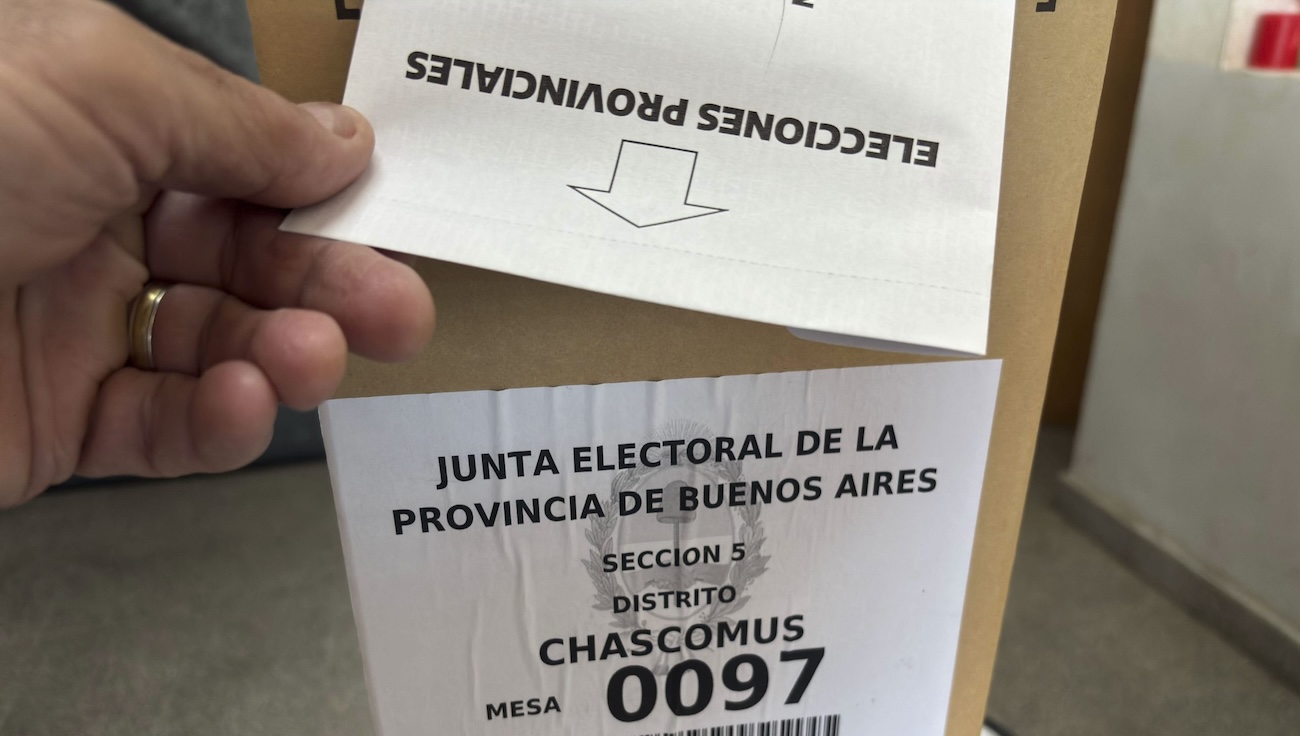 ELECCIONES PROVINCIALES
JUNTA ELECTORAL DE LA
PROVINCIA DE BUENOS AIRES
SECCION 5
DISTRITO
CHASCOMUS
MESA 0097